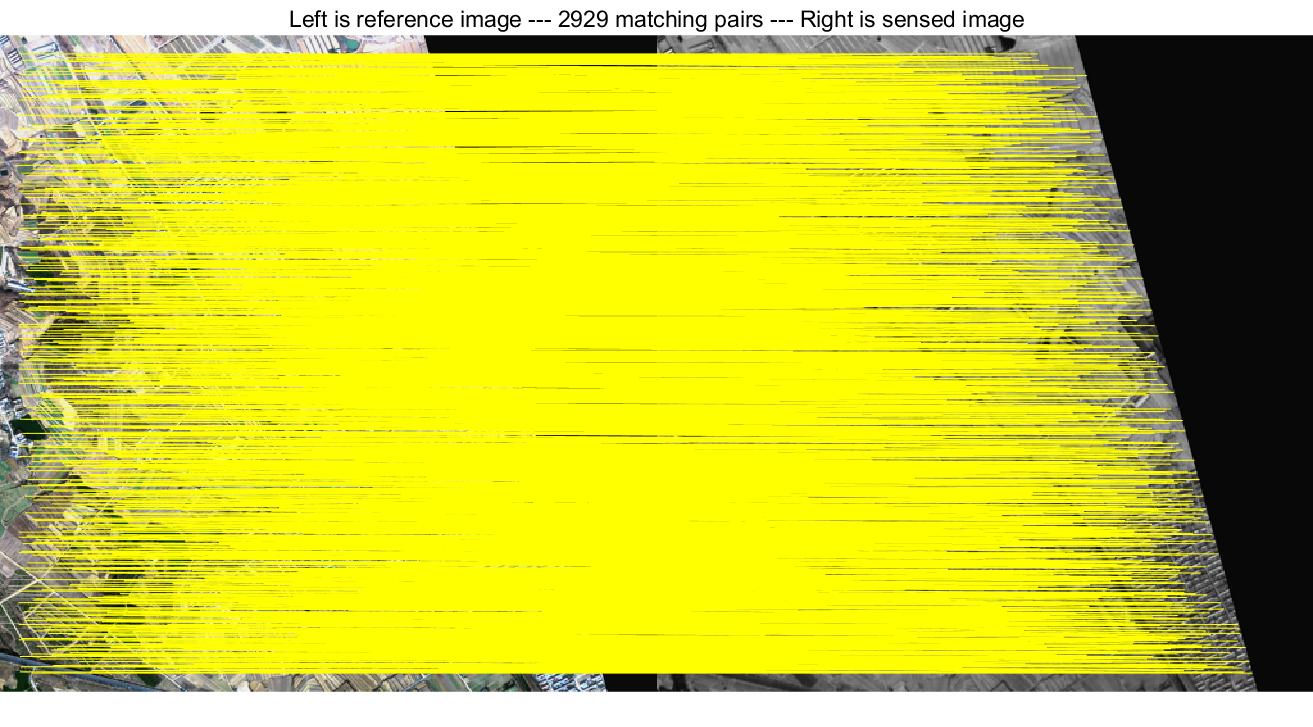 Left is reference image --- 2929 matching pairs --- Right is sensed image